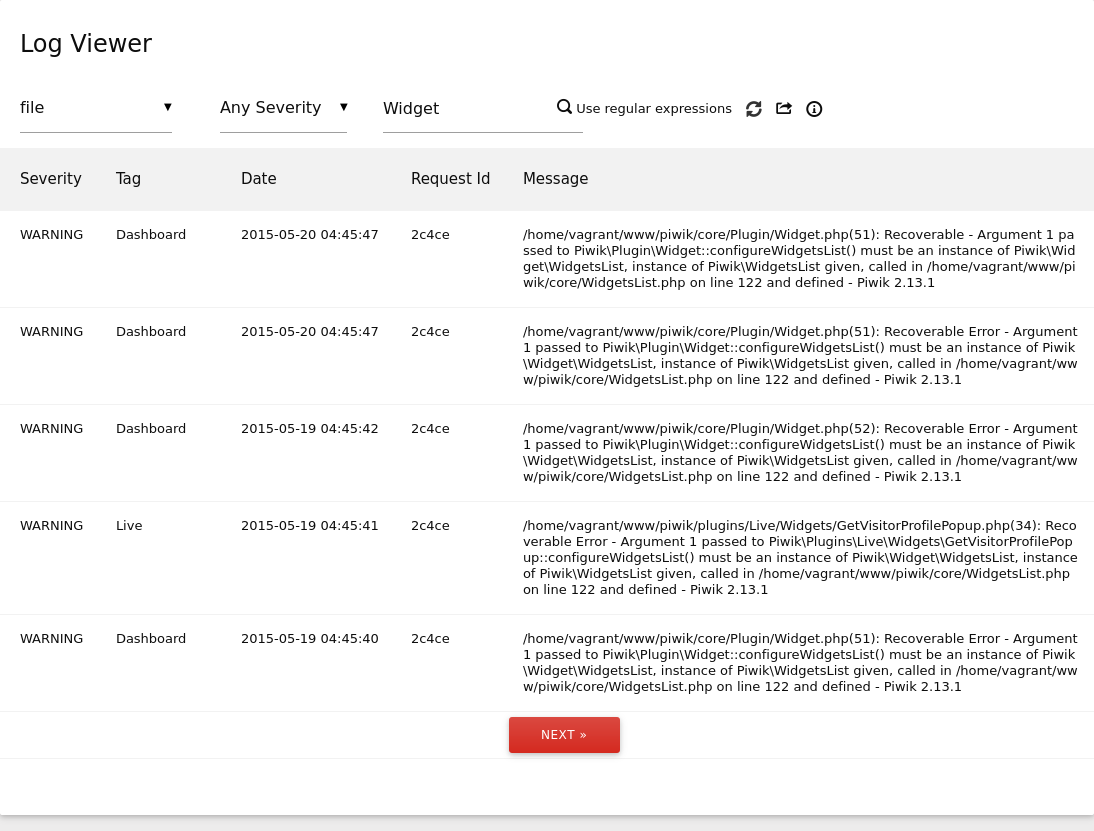 Log Viewer
file ▼ Any Severity ▼ Widget Use regular expressions
Severity Tag Date Request Id Message
WARNING Dashboard 2015-05-20 04:45:47 2c4ce /home/vagrant/www/piwik/core/Plugin/Widget.php(51): Recoverable - Argument 1 pa
ssed to Piwik\Plugin\Widget::configureWidgetsList() must be an instance of Piwik\Wid
get\WidgetsList, instance of Piwik\WidgetsList given, called in /home/vagrant/www/pi
wik/core/WidgetsList.php on line 122 and defined - Piwik 2.13.1
WARNING Dashboard 2015-05-20 04:45:47 2c4ce /home/vagrant/www/piwik/core/Plugin/Widget.php(51): Recoverable Error - Argument
1 passed to Piwik\Plugin\Widget::configureWidgetsList() must be an instance of Piwik
\Widget\WidgetsList, instance of Piwik\WidgetsList given, called in /home/vagrant/ww
w/piwik/core/WidgetsList.php on line 122 and defined - Piwik 2.13.1
WARNING Dashboard 2015-05-19 04:45:42 2c4ce /home/vagrant/www/piwik/core/Plugin/Widget.php(52): Recoverable Error - Argument
1 passed to Piwik\Plugin\Widget::configureWidgetsList() must be an instance of Piwik
\Widget\WidgetsList, instance of Piwik\WidgetsList given, called in /home/vagrant/ww
w/piwik/core/WidgetsList.php on line 122 and defined - Piwik 2.13.1
WARNING Live 2015-05-19 04:45:41 2c4ce /home/vagrant/www/piwik/plugins/Live/Widgets/GetVisitorProfilePopup.php(34): Reco
verable Error - Argument 1 passed to Piwik\Plugins\Live\Widgets\GetVisitorProfilePop
up::configureWidgetsList() must be an instance of Piwik\Widget\WidgetsList, instance
of Piwik\WidgetsList given, called in /home/vagrant/www/piwik/core/WidgetsList.php
on line 122 and defined - Piwik 2.13.1
WARNING Dashboard 2015-05-19 04:45:40 2c4ce /home/vagrant/www/piwik/core/Plugin/Widget.php(51): Recoverable Error - Argument
1 passed to Piwik\Plugin\Widget::configureWidgetsList() must be an instance of Piwik
\Widget\WidgetsList, instance of Piwik\WidgetsList given, called in /home/vagrant/ww
w/piwik/core/WidgetsList.php on line 122 and defined - Piwik 2.13.1
NEXT »